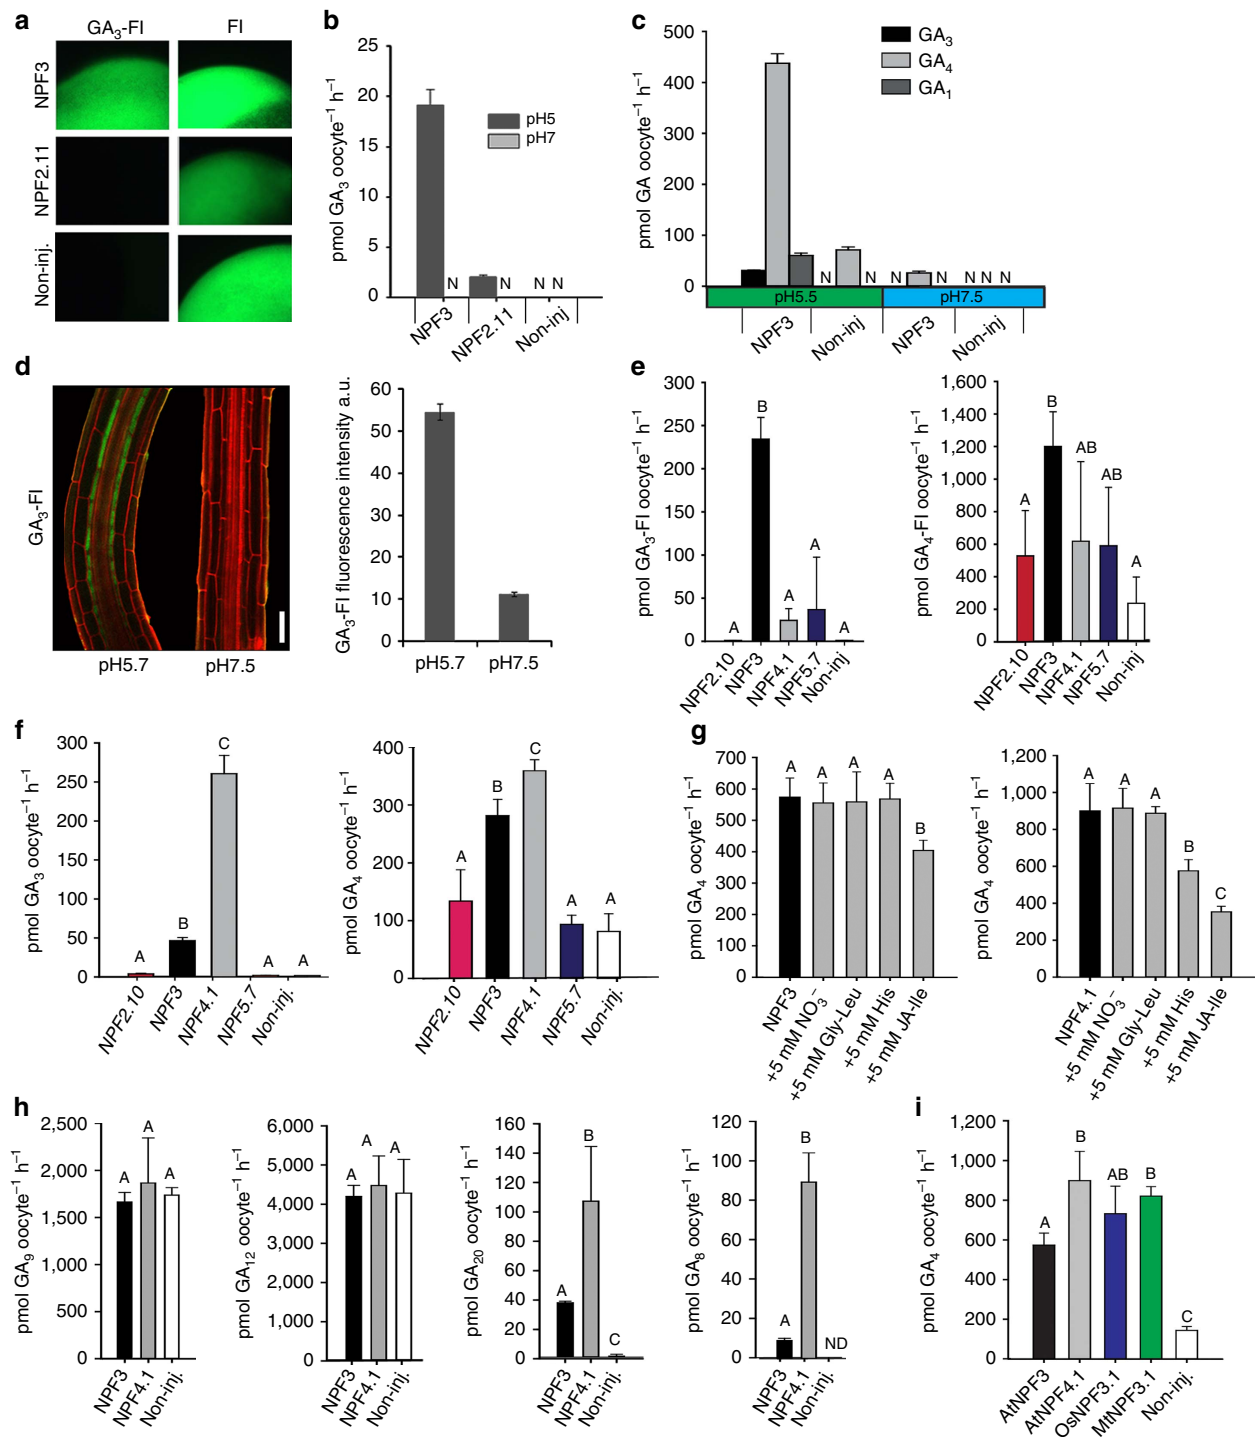 a
GA3-Fl
Fl
NPF3
NPF2.11
Non-inj.
b
pmol GA3 oocyte−1 h−1
25
20
15
10
5
0
pH5
pH7
N
N
N N
NPF3
NPF2.11
Non-inj
c
pmol GA oocyte−1 h−1
500
400
300
200
100
0
GA3
GA4
GA1
N
N
N
N
N N N
pH5.5
pH7.5
NPF3
Non-inj
NPF3
Non-inj
d
GA3-Fl
pH5.7
pH7.5
GA3-Fl fluorescence intensity a.u.
60
50
40
30
20
10
0
pH5.7
pH7.5
e
pmol GA3-Fl oocyte−1 h−1
300
250
200
150
100
50
0
A
B
A
A
A
NPF2.10
NPF3
NPF4.1
NPF5.7
Non-inj
pmol GA4-Fl oocyte−1 h−1
1,600
1,400
1,200
1,000
800
600
400
200
0
A
B
AB
AB
A
NPF2.10
NPF3
NPF4.1
NPF5.7
Non-inj
f
pmol GA3 oocyte−1 h−1
300
250
200
150
100
50
0
A
B
C
A
A
NPF2.10
NPF3
NPF4.1
NPF5.7
Non-inj.
pmol GA4 oocyte−1 h−1
400
300
200
100
0
A
B
C
A
A
NPF2.10
NPF3
NPF4.1
NPF5.7
Non-inj.
g
pmol GA4 oocyte−1 h−1
700
600
500
400
300
200
100
0
A
A
A
A
B
NPF3
+5 mM NO3−
+5 mM Gly-Leu
+5 mM His
+5 mM JA-Ile
pmol GA4 oocyte−1 h−1
1,200
1,000
800
600
400
200
0
A
A
A
B
C
NPF4.1
+5 mM NO3−
+5 mM Gly-Leu
+5 mM His
+5 mM JA-Ile
h
pmol GA9 oocyte−1 h−1
2,500
2,000
1,500
1,000
500
0
A
A
A
NPF3
NPF4.1
Non-inj.
pmol GA12 oocyte−1 h−1
6,000
5,000
4,000
3,000
2,000
1,000
0
A
A
A
NPF3
NPF4.1
Non-inj.
pmol GA20 oocyte−1 h−1
160
140
120
100
80
60
40
20
0
A
B
C
NPF3
NPF4.1
Non-inj.
pmol GA8 oocyte−1 h−1
120
100
80
60
40
20
0
A
B
ND
NPF3
NPF4.1
Non-inj.
i
pmol GA4 oocyte−1 h−1
1,200
1,000
800
600
400
200
0
A
B
AB
B
C
AtNPF3
AtNPF4.1
OsNPF3.1
MtNPF3.1
Non-inj.